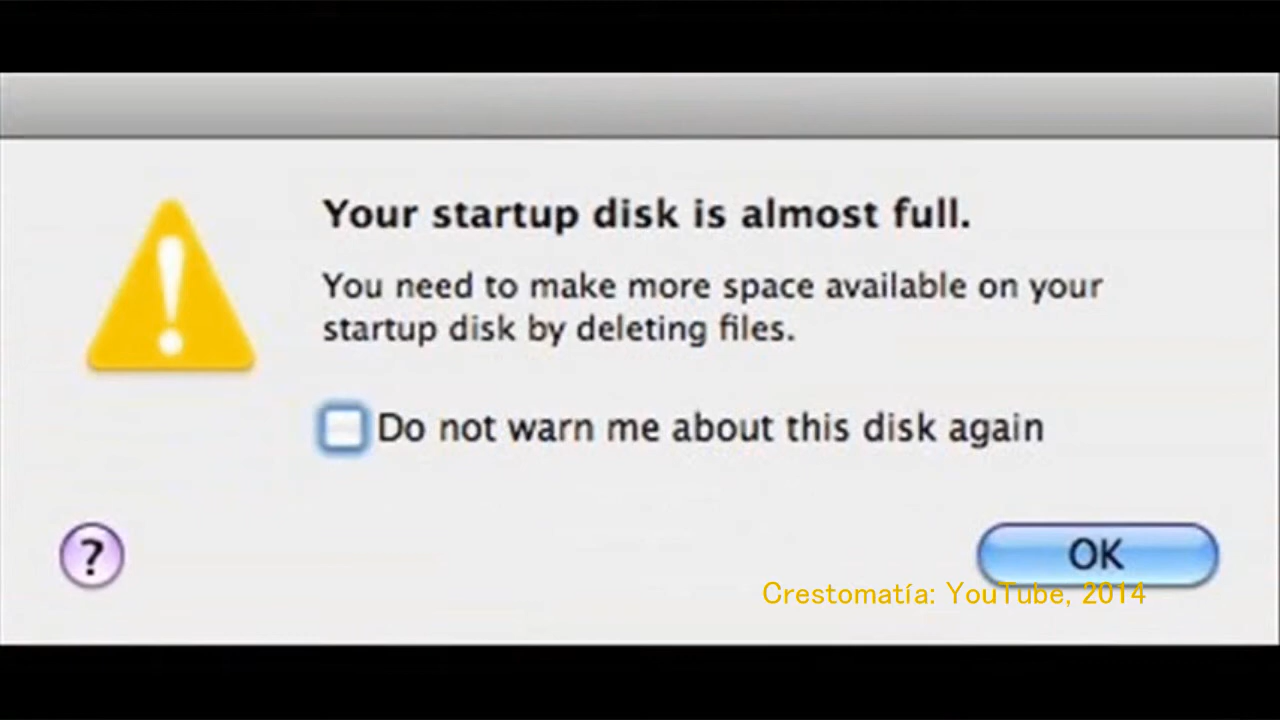 Your startup disk is almost full.
You need to make more space available on your
startup disk by deleting files.
Do not warn me about this disk again
?
OK
Crestomatía: YouTube, 2014